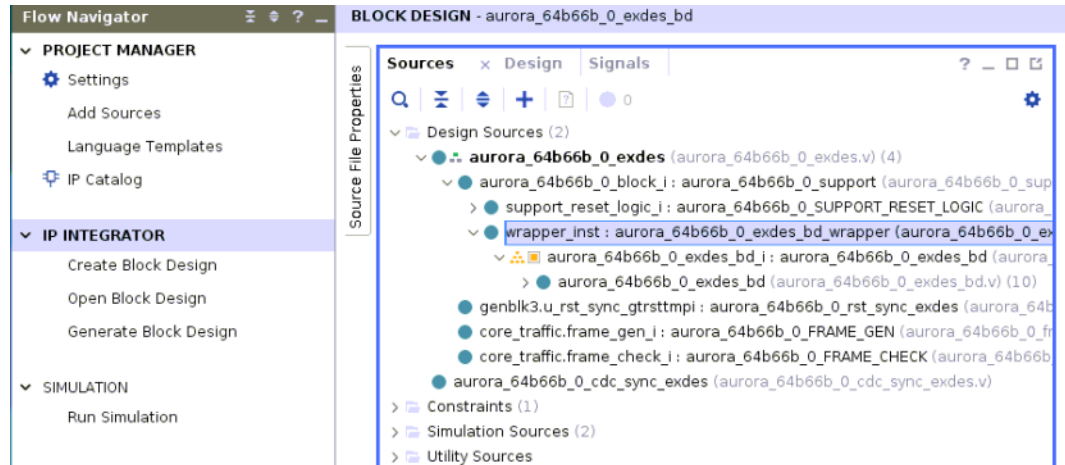 Flow Navigator
?
BLOCK DESIGN - aurora_64b66b_0_exdes_bd
PROJECT MANAGER
Settings
Add Sources
Language Templates
IP Catalog
IP INTEGRATOR
Create Block Design
Open Block Design
Generate Block Design
SIMULATION
Run Simulation
Source File Properties
Sources × Design Signals ?
? 0
Design Sources (2)
aurora_64b66b_0_exdes (aurora_64b66b_0_exdes.v) (4)
aurora_64b66b_0_block_i : aurora_64b66b_0_support (aurora_64b66b_0_sup
support_reset_logic_i : aurora_64b66b_0_SUPPORT_RESET_LOGIC (aurora_
wrapper_inst : aurora_64b66b_0_exdes_bd_wrapper (aurora_64b66b_0_ex
aurora_64b66b_0_exdes_bd_i : aurora_64b66b_0_exdes_bd (aurora_
aurora_64b66b_0_exdes_bd (aurora_64b66b_0_exdes_bd.v) (10)
genblk3.u_rst_sync_gtrsttmpi : aurora_64b66b_0_rst_sync_exdes (aurora_64b
core_traffic.frame_gen_i : aurora_64b66b_0_FRAME_GEN (aurora_64b66b_0_fr
core_traffic.frame_check_i : aurora_64b66b_0_FRAME_CHECK (aurora_64b66b_
aurora_64b66b_0_cdc_sync_exdes (aurora_64b66b_0_cdc_sync_exdes.v)
Constraints (1)
Simulation Sources (2)
Utility Sources